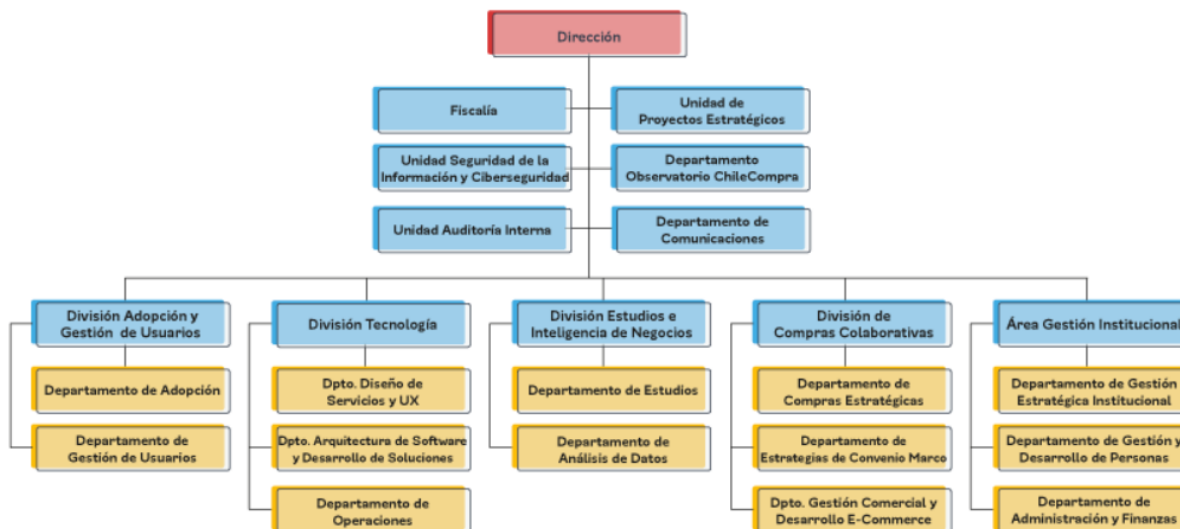 Dirección
Fiscalía
Unidad de
Proyectos Estratégicos
Unidad Seguridad de la
Información y Ciberseguridad
Departamento
Observatorio ChileCompra
Unidad Auditoría Interna
Departamento de
Comunicaciones
División Adopción y
Gestión de Usuarios
División Tecnología
División Estudios e
Inteligencia de Negocios
División de
Compras Colaborativas
Área Gestión Institucional
Departamento de Adopción
Dpto. Diseño de
Servicios y UX
Departamento de Estudios
Departamento de
Compras Estratégicas
Departamento de Gestión
Estratégica Institucional
Departamento de
Gestión de Usuarios
Dpto. Arquitectura de Software
y Desarrollo de Soluciones
Departamento de
Análisis de Datos
Departamento de
Estrategias de Convenio Marco
Departamento de Gestión y
Desarrollo de Personas
Departamento de
Operaciones
Dpto. Gestión Comercial y
Desarrollo E-Commerce
Departamento de
Administración y Finanzas